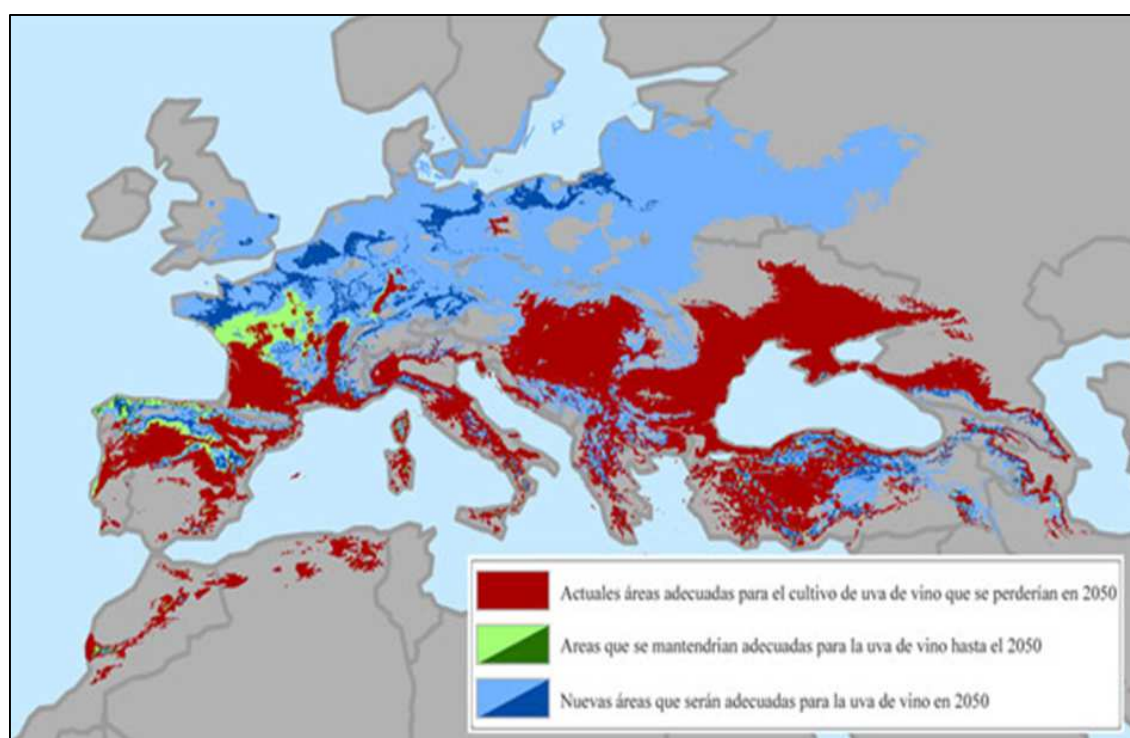 Actuales áreas adecuadas para el cultivo de uva de vino que se perderían en 2050
Areas que se mantendrian adecuadas para la uva de vino hasta el 2050
Nuevas áreas que serán adecuadas para la uva de vino en 2050